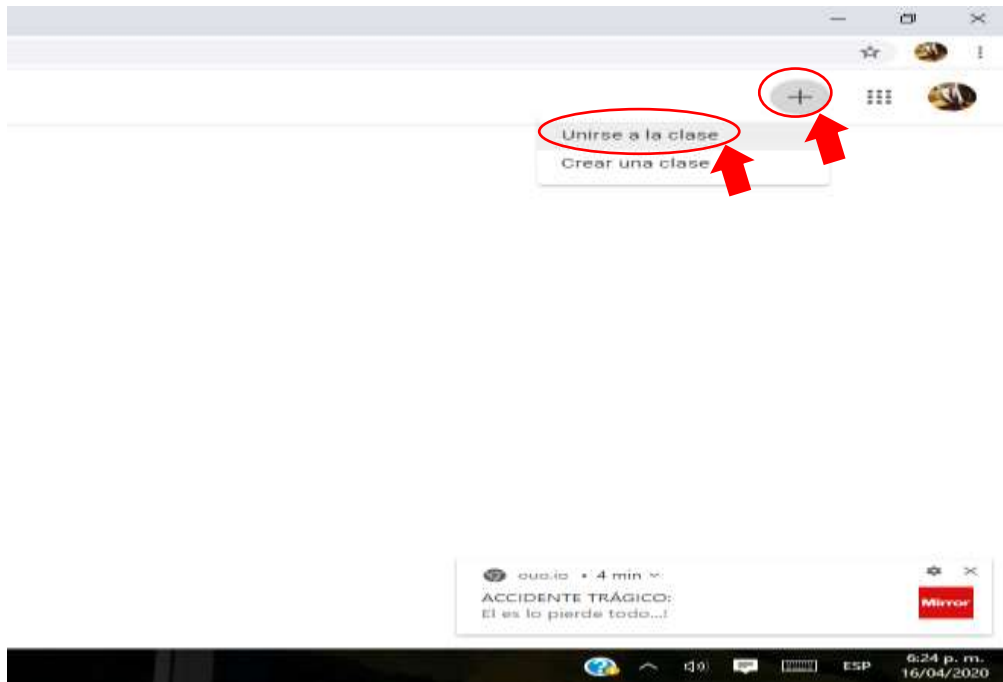 Unirse a la clase
Crear una clase
ouo.io • 4 min
ACCIDENTE TRÁGICO:
El es lo pierde todo...!
Mirror
ESP
6:24 p. m.
16/04/2020